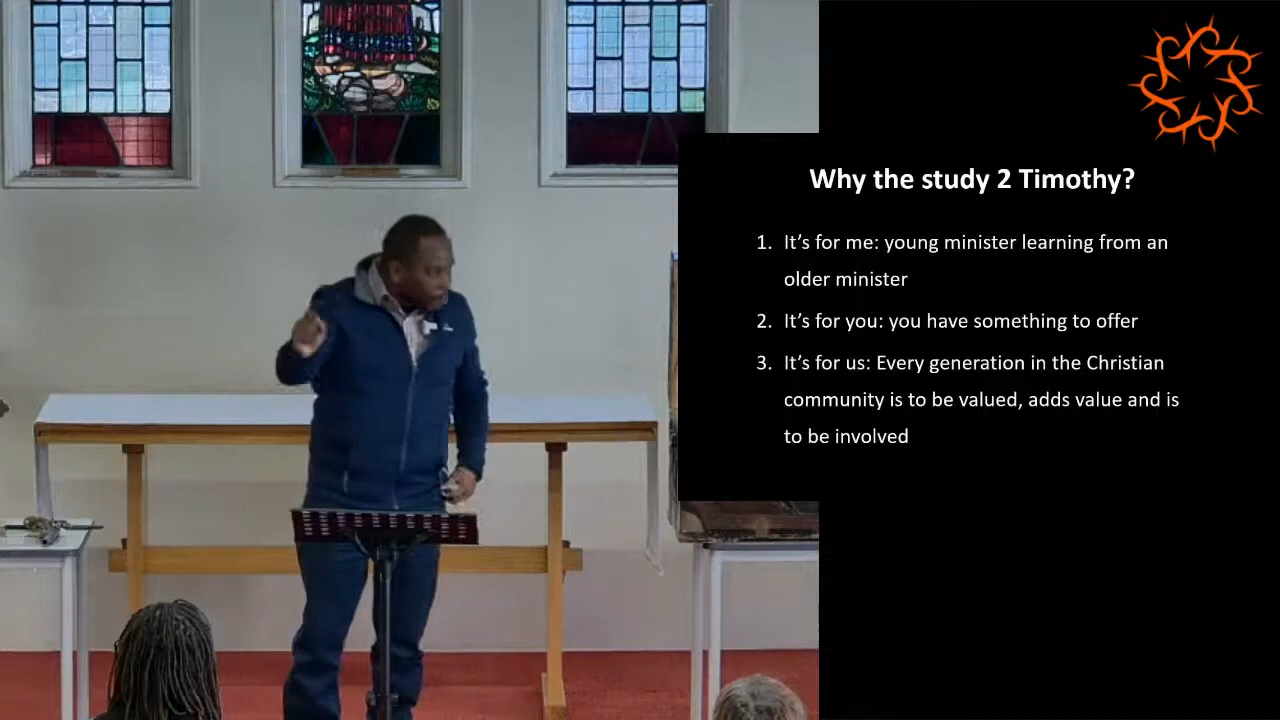 Why the study 2 Timothy?
1. It's for me: young minister learning from an
older minister
2. It's for you: you have something to offer
3. It's for us: Every generation in the Christian
community is to be valued, adds value and is
to be involved